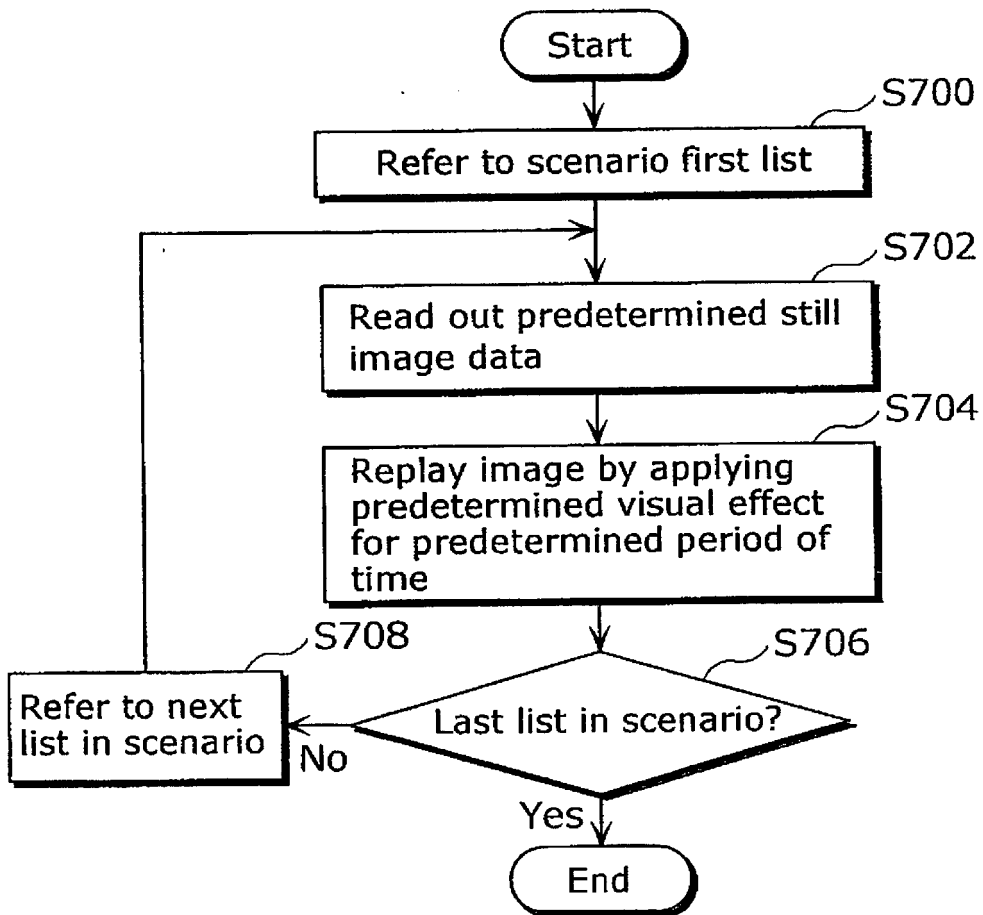 Start
S700
Refer to scenario first list
S702
Read out predetermined still
image data
S704
Replay image by applying
predetermined visual effect
for predetermined period of
time
S706
Last list in scenario?
S708
Refer to next
list in scenario
No
Yes
End